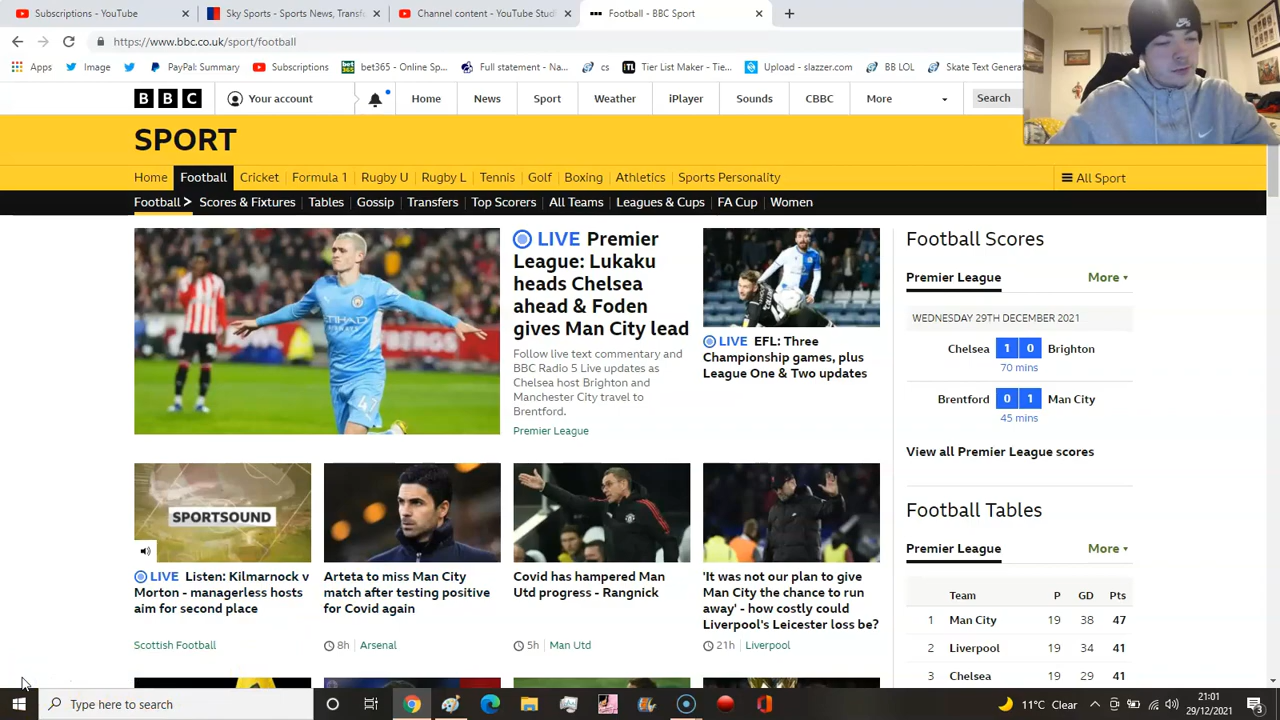 Subscriptions - YouTube
Sky Sports - Sports News, Transf
Channel content - YouTube Stud
Football - BBC Sport
https://www.bbc.co.uk/sport/football
Apps
Image
PayPal: Summary
Subscriptions
bet365 - Online Sp...
Full statement - Na...
cs
Tier List Maker - Tie...
Upload - slazzer.com
BB LOL
Skate Text Genera
BBC
Your account
Home
News
Sport
Weather
iPlayer
Sounds
CBBC
More
Search
SPORT
Home
Football
Cricket
Formula 1
Rugby U
Rugby L
Tennis
Golf
Boxing
Athletics
Sports Personality
All Sport
Football
Scores & Fixtures
Tables
Gossip
Transfers
Top Scorers
All Teams
Leagues & Cups
FA Cup
Women
LIVE Premier
League: Lukaku
heads Chelsea
ahead & Foden
gives Man City lead
Follow live text commentary and
BBC Radio 5 Live updates as
Chelsea host Brighton and
Manchester City travel to
Brentford.
Premier League
LIVE EFL: Three
Championship games, plus
League One & Two updates
Football Scores
Premier League
More
WEDNESDAY 29TH DECEMBER 2021
Chelsea 1 0 Brighton
70 mins
Brentford 0 1 Man City
45 mins
View all Premier League scores
SPORTSOUND
LIVE Listen: Kilmarnock v
Morton - managerless hosts
aim for second place
Scottish Football
Arteta to miss Man City
match after testing positive
for Covid again
8h Arsenal
Covid has hampered Man
Utd progress - Rangnick
5h Man Utd
'It was not our plan to give
Man City the chance to run
away' - how costly could
Liverpool's Leicester loss be?
21h Liverpool
Football Tables
Premier League
More
Team P GD Pts
1 Man City 19 38 47
2 Liverpool 19 34 41
3 Chelsea 19 29 41
Type here to search
11°C Clear
21:01
29/12/2021
3